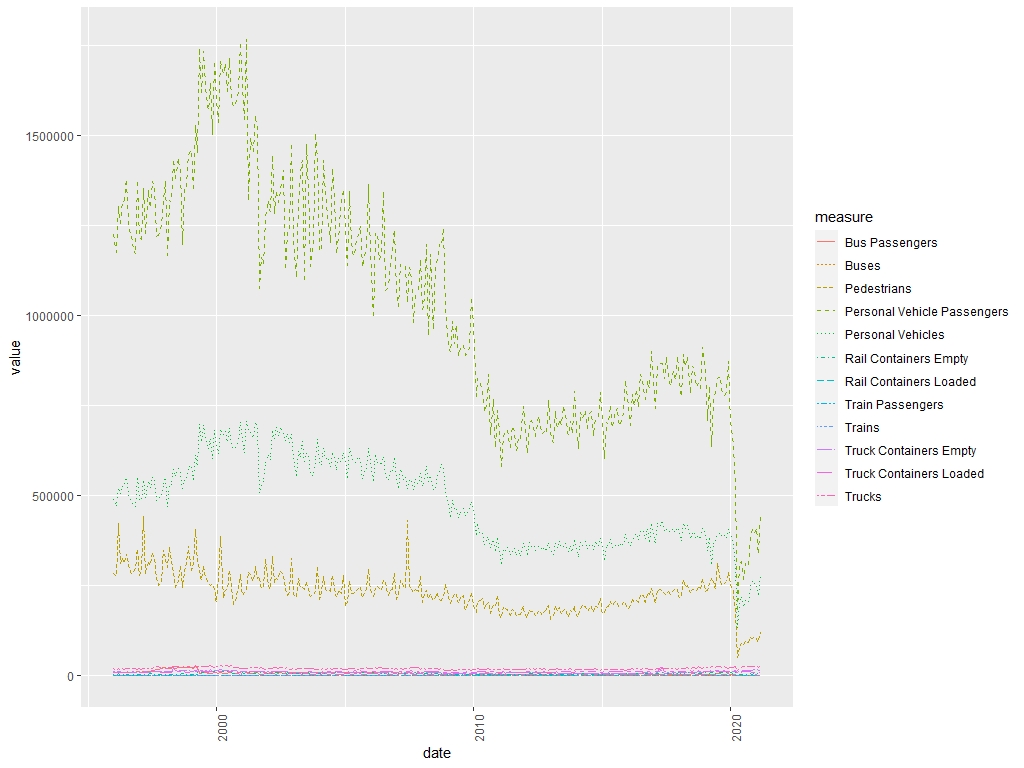 1500000
1000000
500000
0
value
2000
2010
2020
date
measure
Bus Passengers
Buses
Pedestrians
Personal Vehicle Passengers
Personal Vehicles
Rail Containers Empty
Rail Containers Loaded
Train Passengers
Trains
Truck Containers Empty
Truck Containers Loaded
Trucks